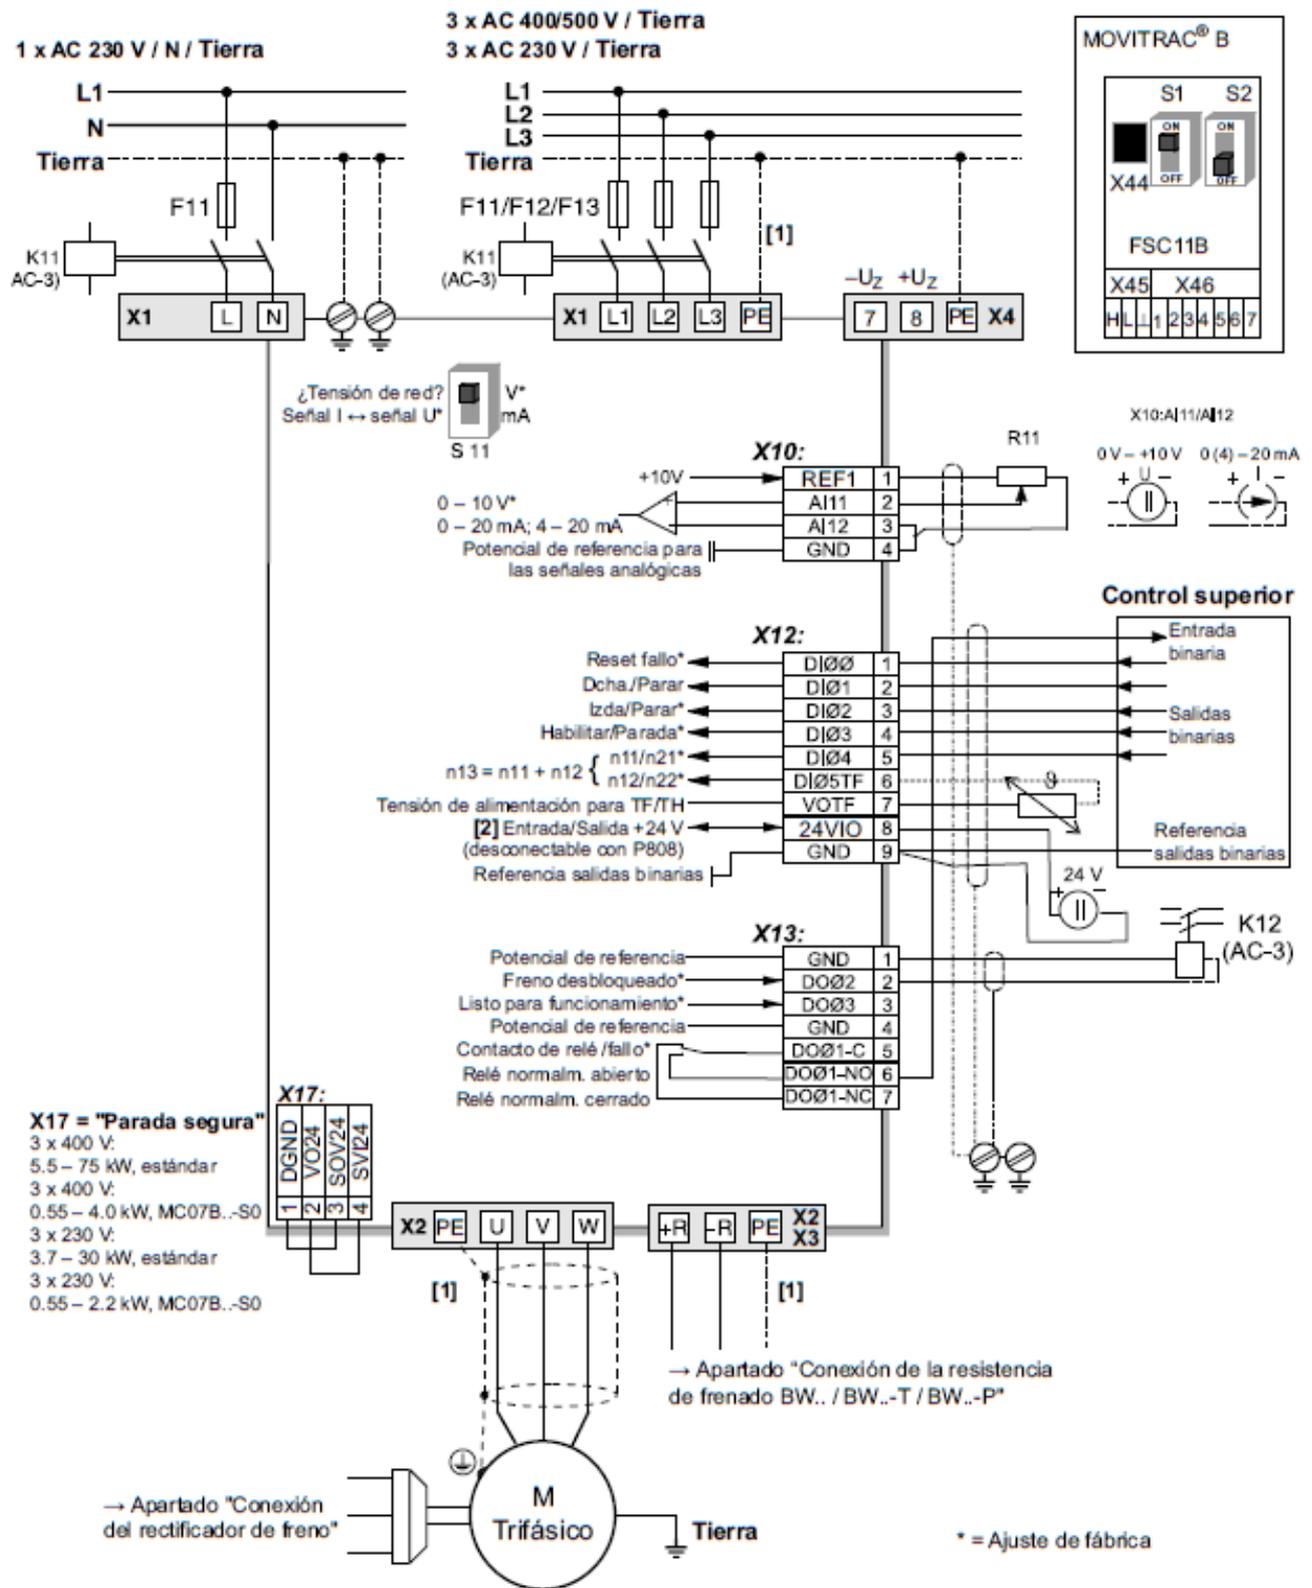 3 x AC 400/500 V / Tierra
1 x AC 230 V / N / Tierra
3 x AC 230 V / Tierra
L1
N
Tierra
F11
K11
AC-3)
X1
L
N
L1
L2
L3
Tierra
F11/F12/F13
K11
(AC-3)
[1]
X1
L1
L2
L3
PE
–UZ +UZ
7
8
PE
X4
MOVITRAC® B
S1
S2
ON
OFF
ON
OFF
X44
FSC11B
X45 X46
H L ⊥ 1 2 3 4 5 6 7
¿Tensión de red?
Señal I ↔ señal U*
V*
mA
S 11
X10:AI11/AI12
0 V – +10 V
+ U –
0 (4) – 20 mA
+ I –
R11
X10:
+10V
REF1 1
0 – 10 V*
AI11 2
0 – 20 mA; 4 – 20 mA
AI12 3
Potencial de referencia para
las señales analógicas
GND 4
Control superior
Entrada
binaria
Salidas
binarias
Referencia
salidas binarias
X12:
Reset fallo* DIØØ 1
Dcha./Parar DIØ1 2
Izda/Parar* DIØ2 3
Habilitar/Parada* DIØ3 4
n13 = n11 + n12 {
n11/n21* DIØ4 5
n12/n22* DIØ5TF 6
ϑ
Tensión de alimentación para TF/TH VOTF 7
[2] Entrada/Salida +24 V 24VIO 8
(desconectable con P808)
GND 9
Referencia salidas binarias
24 V
+ –
K12
(AC-3)
X13:
Potencial de referencia GND 1
Freno desbloqueado* DOØ2 2
Listo para funcionamiento* DOØ3 3
Potencial de referencia GND 4
Contacto de relé /fallo* DOØ1-C 5
Relé normalm. abierto DOØ1-NO 6
Relé normalm. cerrado DOØ1-NC 7
X17:
DGND
VO24
SOV24
SVI24
1 2 3 4
X17 = "Parada segura"
3 x 400 V:
5.5 – 75 kW, estándar
3 x 400 V:
0.55 – 4.0 kW, MC07B..-S0
3 x 230 V:
3.7 – 30 kW, estándar
3 x 230 V:
0.55 – 2.2 kW, MC07B..-S0
X2
PE
U
V
W
+R
–R
PE
X2
X3
[1]
[1]
→ Apartado "Conexión de la resistencia
de frenado BW.. / BW..-T / BW..-P"
→ Apartado "Conexión
del rectificador de freno"
M
Trifásico
Tierra
* = Ajuste de fábrica